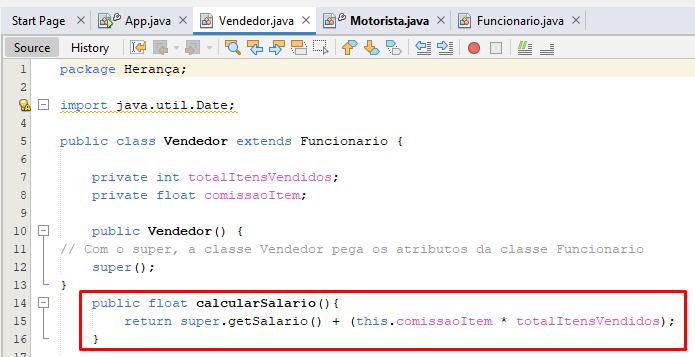 Start Page App.java Vendedor.java Motorista.java Funcionario.java
Source History
1 package Herança;
2
import java.util.Date;
4
5 public class Vendedor extends Funcionario {
6
7 private int totalItensVendidos;
8 private float comissaoItem;
9
10 public Vendedor() {
11 // Com o super, a classe Vendedor pega os atributos da classe Funcionario
12 super();
13 }
14 public float calcularSalario(){
15 return super.getSalario() + (this.comissaoItem * totalItensVendidos);
16 }
17